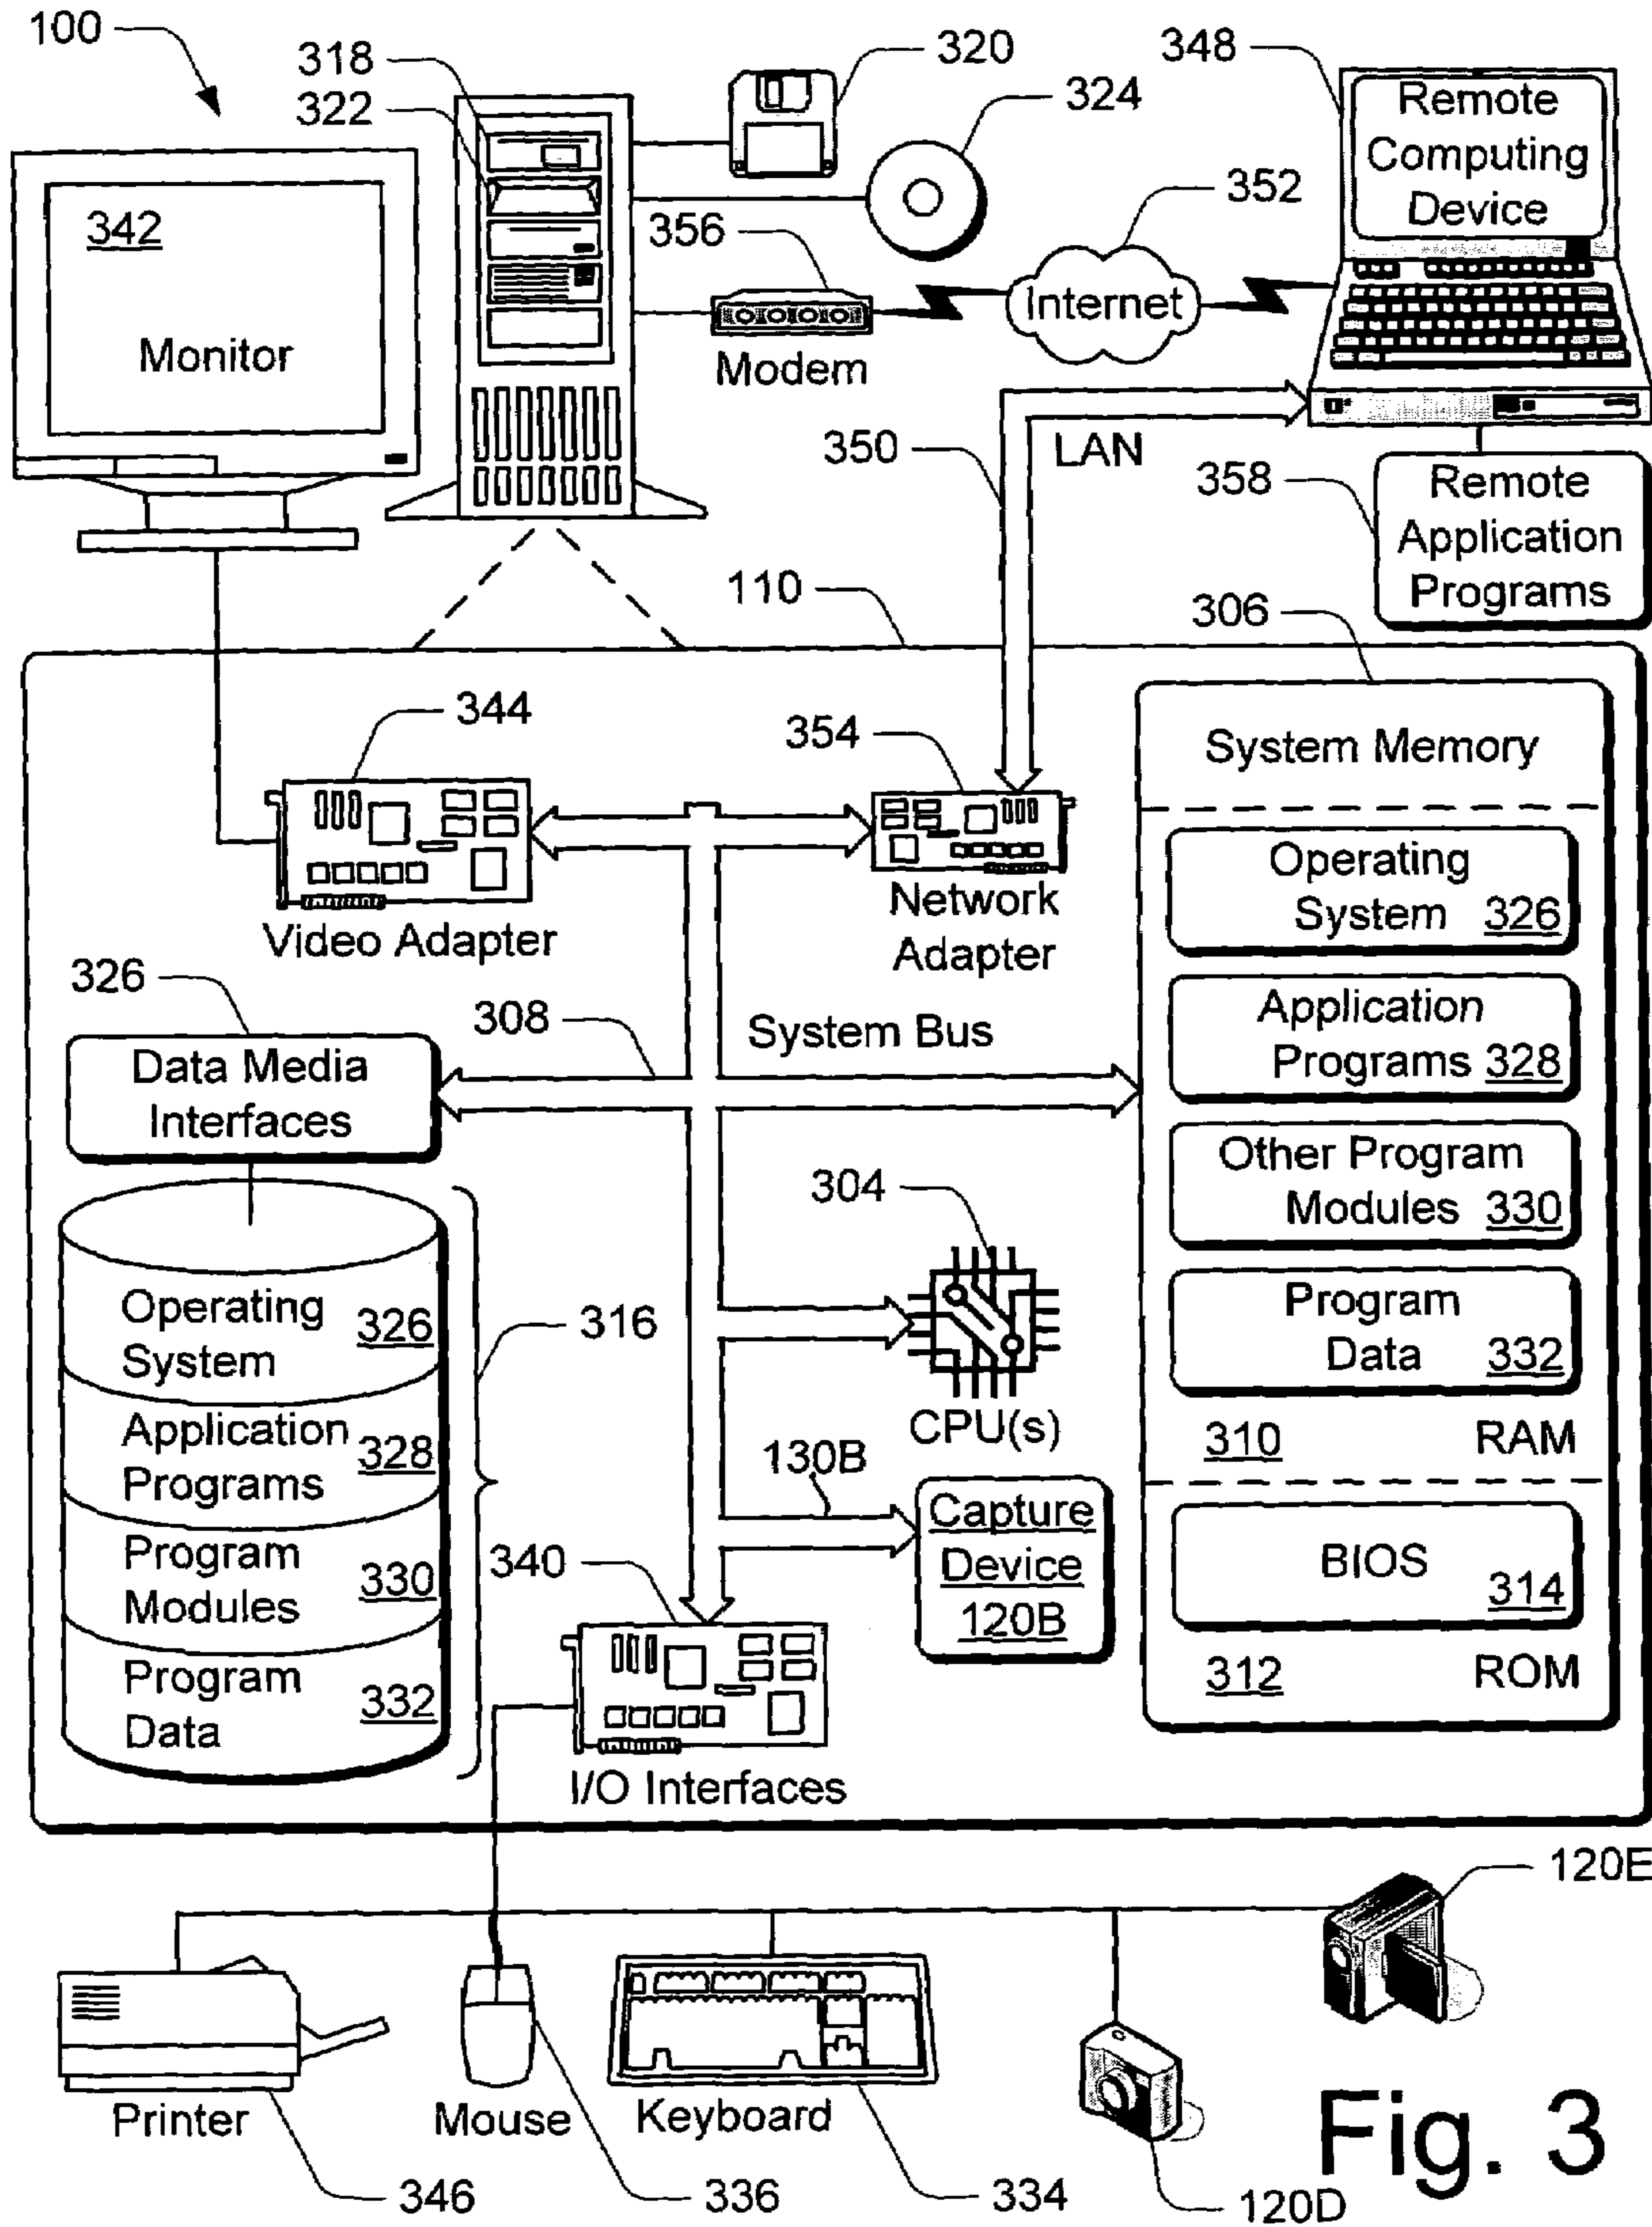 100
318
322
320
324
348
Remote
Computing
Device
352
342
356
Internet
Monitor
Modem
350
LAN
358
Remote
Application
Programs
110
306
344
354
System Memory
Video Adapter
Network
Adapter
Operating
System 326
326
308
System Bus
Application
Programs 328
Data Media
Interfaces
Other Program
Modules 330
304
Operating
System 326
316
Program
Data 332
CPU(s)
310 RAM
Application
Programs 328
130B
Capture
Device
120B
BIOS
314
Program
Modules 330
340
312 ROM
Program
Data 332
I/O Interfaces
120E
Printer
Mouse
Keyboard
346
336
334
120D
Fig. 3